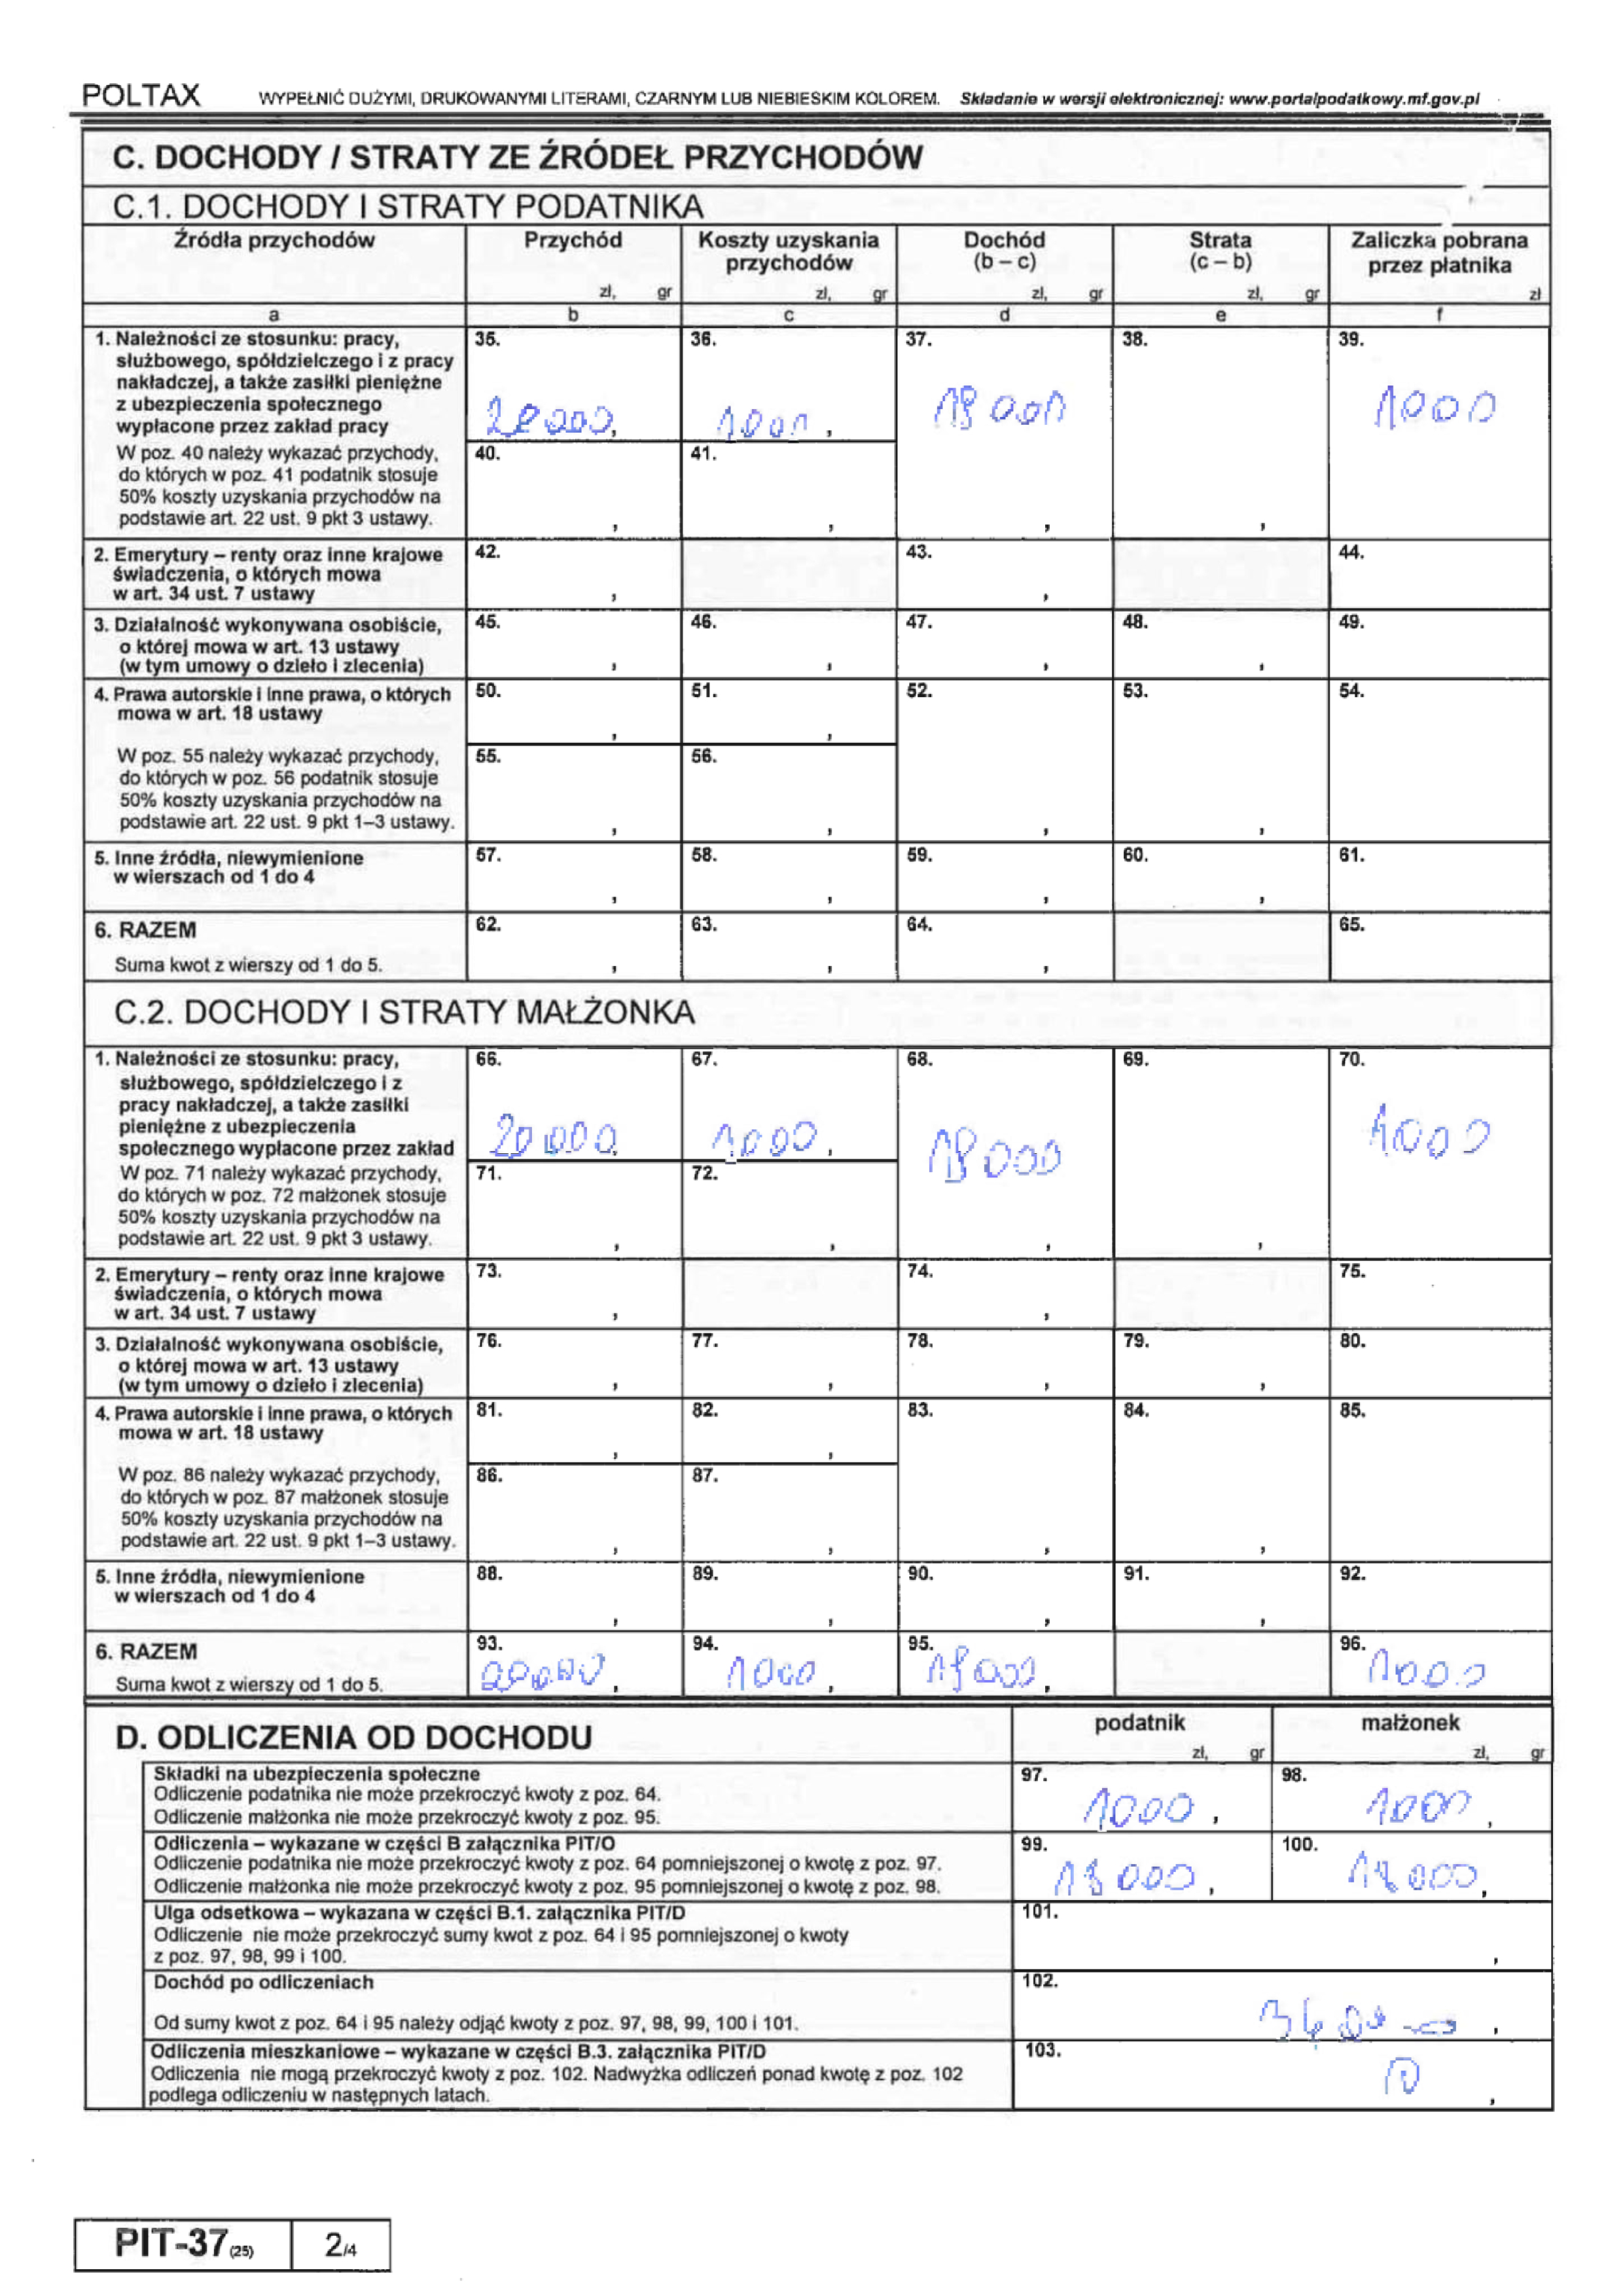 POLTAX WYPEŁNIĆ DUŻYMI, DRUKOWANYMI LITERAMI, CZARNYM LUB NIEBIESKIM KOLOREM. Składanie w wersji elektronicznej: www.portalpodatkowy.mf.gov.pl
C. DOCHODY / STRATY ZE ŹRÓDEŁ PRZYCHODÓW
C.1. DOCHODY I STRATY PODATNIKA
Źródła przychodów Przychód Koszty uzyskania Dochód Strata Zaliczka pobrana
przychodów (b – c) (c – b) przez płatnika
zł, gr zł, gr zł, gr zł, gr zł
a b c d e f
1. Należności ze stosunku: pracy, 35. 36. 37. 38. 39.
służbowego, spółdzielczego i z pracy
nakładczej, a także zasiłki pieniężne
z ubezpieczenia społecznego
wypłacone przez zakład pracy 20000, 1000, 1000
W poz. 40 należy wykazać przychody, 40. 41.
do których w poz. 41 podatnik stosuje
50% koszty uzyskania przychodów na
podstawie art. 22 ust. 9 pkt 3 ustawy. , , , ,
2. Emerytury – renty oraz inne krajowe 42. 43. 44.
świadczenia, o których mowa
w art. 34 ust. 7 ustawy , ,
3. Działalność wykonywana osobiście, 45. 46. 47. 48. 49.
o której mowa w art. 13 ustawy
(w tym umowy o dzieło i zlecenia) , , , ,
4. Prawa autorskie i inne prawa, o których 50. 51. 52. 53. 54.
mowa w art. 18 ustawy , ,
W poz. 55 należy wykazać przychody, 55. 56.
do których w poz. 56 podatnik stosuje
50% koszty uzyskania przychodów na
podstawie art. 22 ust. 9 pkt 1–3 ustawy. , , , ,
5. Inne źródła, niewymienione 57. 58. 59. 60. 61.
w wierszach od 1 do 4 , , , ,
6. RAZEM 62. 63. 64. 65.
Suma kwot z wierszy od 1 do 5. , , ,
C.2. DOCHODY I STRATY MAŁŻONKA
1. Należności ze stosunku: pracy, 66. 67. 68. 69. 70.
służbowego, spółdzielczego i z
pracy nakładczej, a także zasiłki
pieniężne z ubezpieczenia
społecznego wypłacone przez zakład 20000, 1000, 19000 1000
W poz. 71 należy wykazać przychody, 71. 72.
do których w poz. 72 małżonek stosuje
50% koszty uzyskania przychodów na
podstawie art. 22 ust. 9 pkt 3 ustawy. , , , ,
2. Emerytury – renty oraz inne krajowe 73. 74. 75.
świadczenia, o których mowa
w art. 34 ust. 7 ustawy , ,
3. Działalność wykonywana osobiście, 76. 77. 78. 79. 80.
o której mowa w art. 13 ustawy
(w tym umowy o dzieło i zlecenia) , , , ,
4. Prawa autorskie i inne prawa, o których 81. 82. 83. 84. 85.
mowa w art. 18 ustawy , ,
W poz. 86 należy wykazać przychody, 86. 87.
do których w poz. 87 małżonek stosuje
50% koszty uzyskania przychodów na
podstawie art. 22 ust. 9 pkt 1–3 ustawy. , , , ,
5. Inne źródła, niewymienione 88. 89. 90. 91. 92.
w wierszach od 1 do 4 , , , ,
6. RAZEM 93. 94. 95. 96.
Suma kwot z wierszy od 1 do 5. 20000, 1000, 19000, 1000
D. ODLICZENIA OD DOCHODU podatnik małżonek
zł, gr zł, gr
Składki na ubezpieczenia społeczne 97. 98.
Odliczenie podatnika nie może przekroczyć kwoty z poz. 64.
Odliczenie małżonka nie może przekroczyć kwoty z poz. 95. 1000, 1000,
Odliczenia – wykazane w części B załącznika PIT/O 99. 100.
Odliczenie podatnika nie może przekroczyć kwoty z poz. 64 pomniejszonej o kwotę z poz. 97.
Odliczenie małżonka nie może przekroczyć kwoty z poz. 95 pomniejszonej o kwotę z poz. 98. 18000, 18000,
Ulga odsetkowa – wykazana w części B.1. załącznika PIT/D 101.
Odliczenie nie może przekroczyć sumy kwot z poz. 64 i 95 pomniejszonej o kwoty
z poz. 97, 98, 99 i 100. ,
Dochód po odliczeniach 102.
Od sumy kwot z poz. 64 i 95 należy odjąć kwoty z poz. 97, 98, 99, 100 i 101. ,
Odliczenia mieszkaniowe – wykazane w części B.3. załącznika PIT/D 103.
Odliczenia nie mogą przekroczyć kwoty z poz. 102. Nadwyżka odliczeń ponad kwotę z poz. 102 0
podlega odliczeniu w następnych latach. ,
PIT-37 (25) 2/4